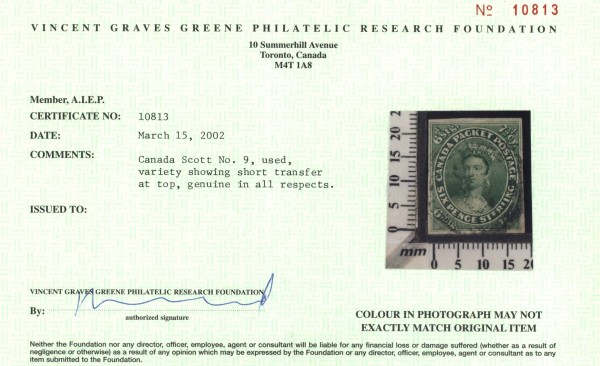 No 10813
VINCENT GRAVES GREENE PHILATELIC RESEARCH FOUNDATION
10 Summerhill Avenue
Toronto, Canada
M4T 1A8
Member, A.I.E.P.
CERTIFICATE NO: 10813
DATE: March 15, 2002
COMMENTS: Canada Scott No. 9, used,
variety showing short transfer
at top, genuine in all respects.
ISSUED TO:
CANADA PACKET POSTAGE
SIX PENCE STERLING
0 5 10 15 20
mm
0 5 10 15 20
VINCENT GRAVES GREENE PHILATELIC RESEARCH FOUNDATION
By:
authorized signature
COLOUR IN PHOTOGRAPH MAY NOT
EXACTLY MATCH ORIGINAL ITEM
Neither the Foundation nor any director, officer, employee, agent or consultant will be liable for any financial loss or damage suffered (whether as a result of
negligence or otherwise) as a result of any opinion which may be expressed by the Foundation or any director, officer, employee, agent or consultant as to any
item submitted to the Foundation.